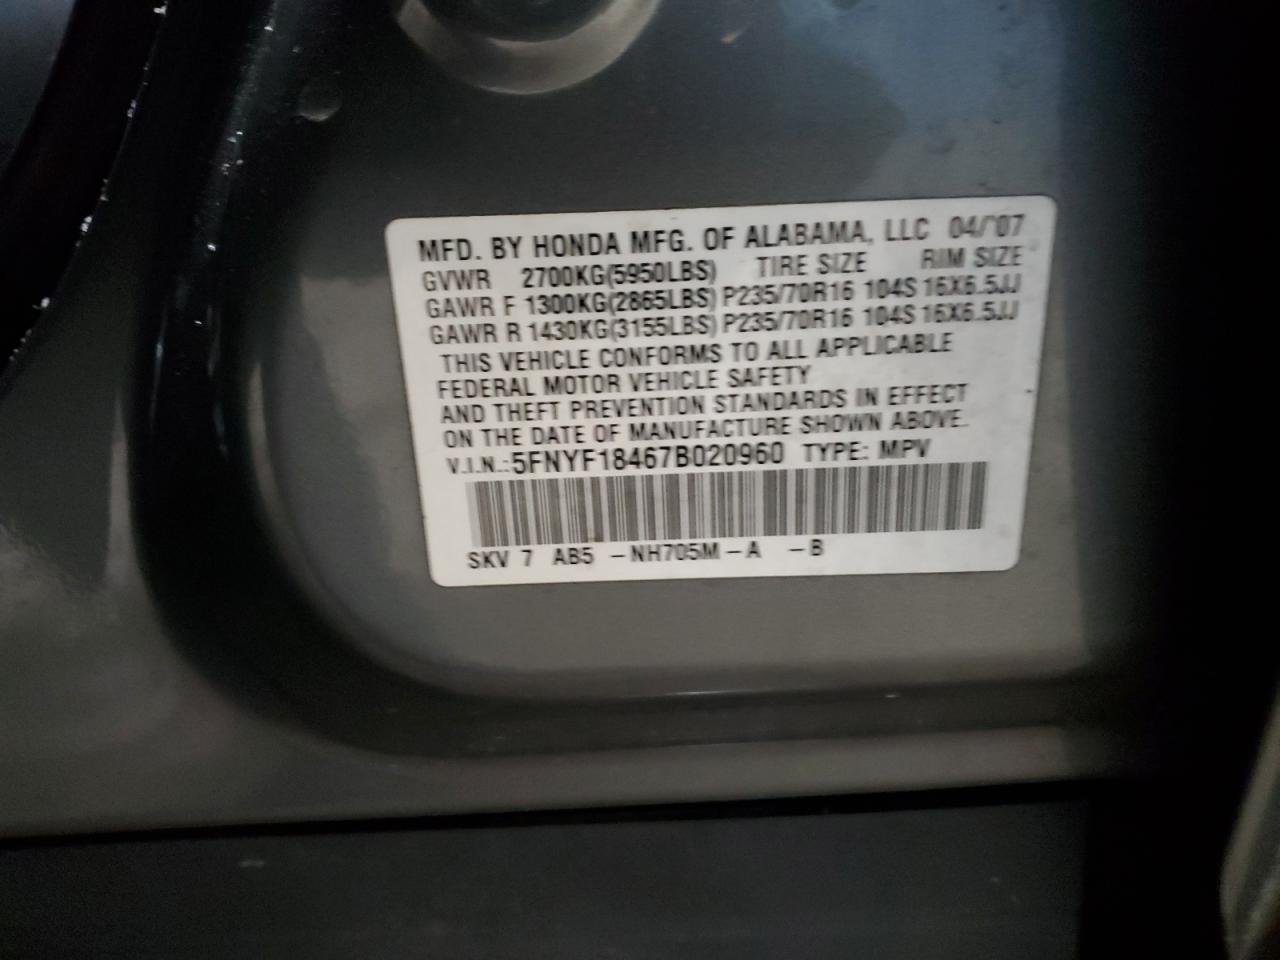 MFD. BY HONDA MFG. OF ALABAMA, LLC 04/'07
GVWR 2700KG(5950LBS) TIRE SIZE RIM SIZE
GAWR F 1300KG(2865LBS) P235/70R16 104S 16X6.5JJ
GAWR R 1430KG(3155LBS) P235/70R16 104S 16X6.5JJ
THIS VEHICLE CONFORMS TO ALL APPLICABLE
FEDERAL MOTOR VEHICLE SAFETY
AND THEFT PREVENTION STANDARDS IN EFFECT
ON THE DATE OF MANUFACTURE SHOWN ABOVE.
V.I.N.:5FNYF18467B020960 TYPE: MPV
SKV 7 AB5 -NH705M-A -B